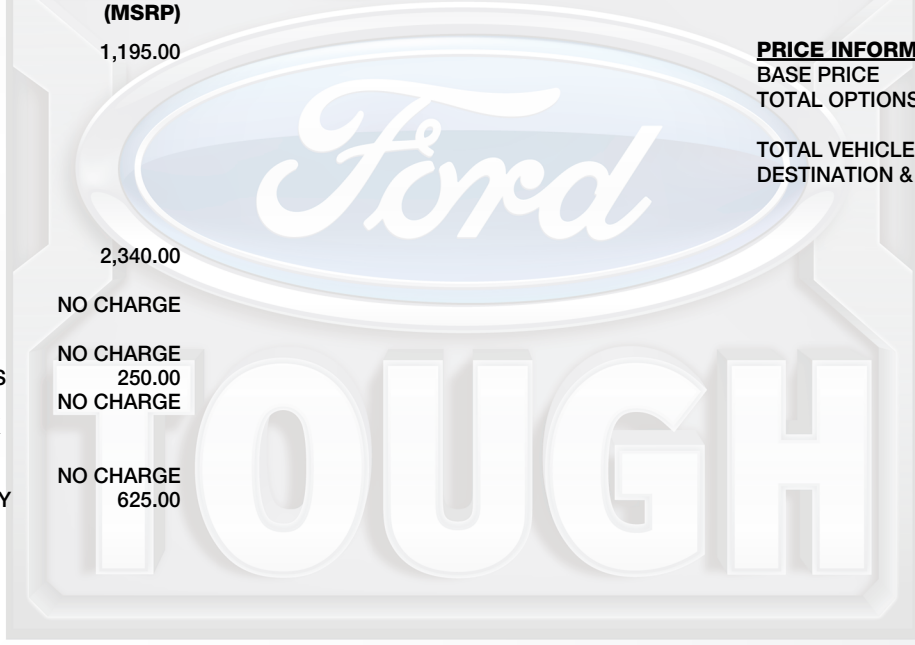 (MSRP)
1,195.00
2,340.00
NO CHARGE
NO CHARGE
S 250.00
NO CHARGE
NO CHARGE
Y 625.00
PRICE INFORM
BASE PRICE
TOTAL OPTIONS
TOTAL VEHICLE
DESTINATION &
Ford
TOUGH